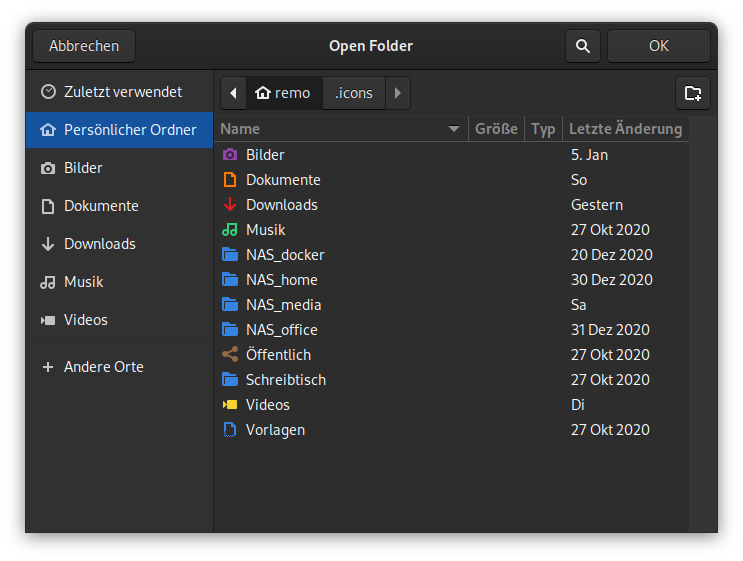 Abbrechen Open Folder OK
Zuletzt verwendet
Persönlicher Ordner
Bilder
Dokumente
Downloads
Musik
Videos
Andere Orte
remo .icons
Name Größe Typ Letzte Änderung
Bilder 5. Jan
Dokumente So
Downloads Gestern
Musik 27 Okt 2020
NAS_docker 20 Dez 2020
NAS_home 30 Dez 2020
NAS_media Sa
NAS_office 31 Dez 2020
Öffentlich 27 Okt 2020
Schreibtisch 27 Okt 2020
Videos Di
Vorlagen 27 Okt 2020